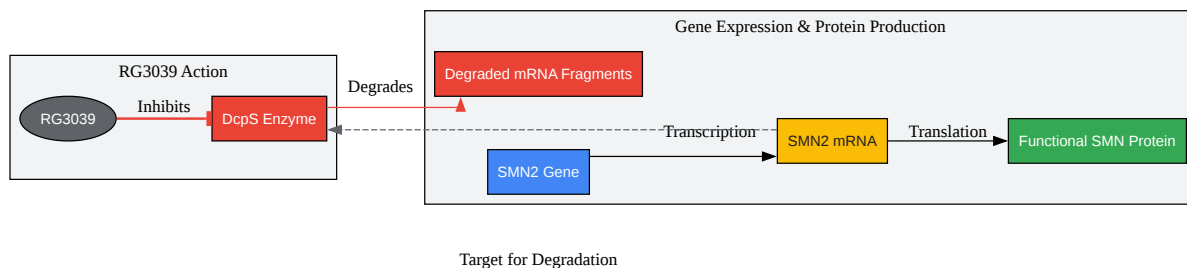 Gene Expression & Protein Production
RG3039 Action
Degraded mRNA Fragments
Degrades
RG3039
Inhibits
DcpS Enzyme
Transcription
SMN2 mRNA
Translation
Functional SMN Protein
SMN2 Gene
Target for Degradation